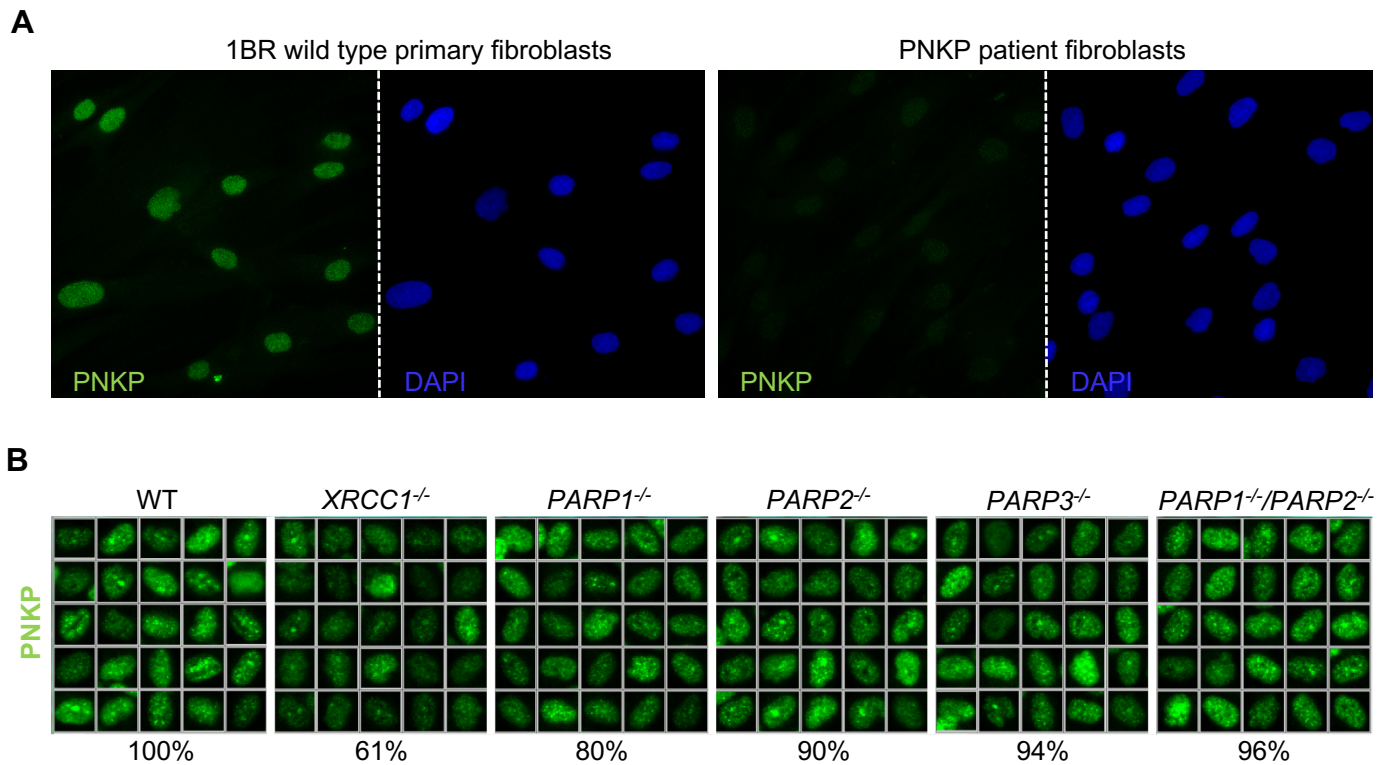 A
1BR wild type primary fibroblasts PNKP patient fibroblasts
PNKP DAPI PNKP DAPI
B
WT XRCC1-/- PARP1-/- PARP2-/- PARP3-/- PARP1-/-/PARP2-/-
PNKP
100% 61% 80% 90% 94% 96%